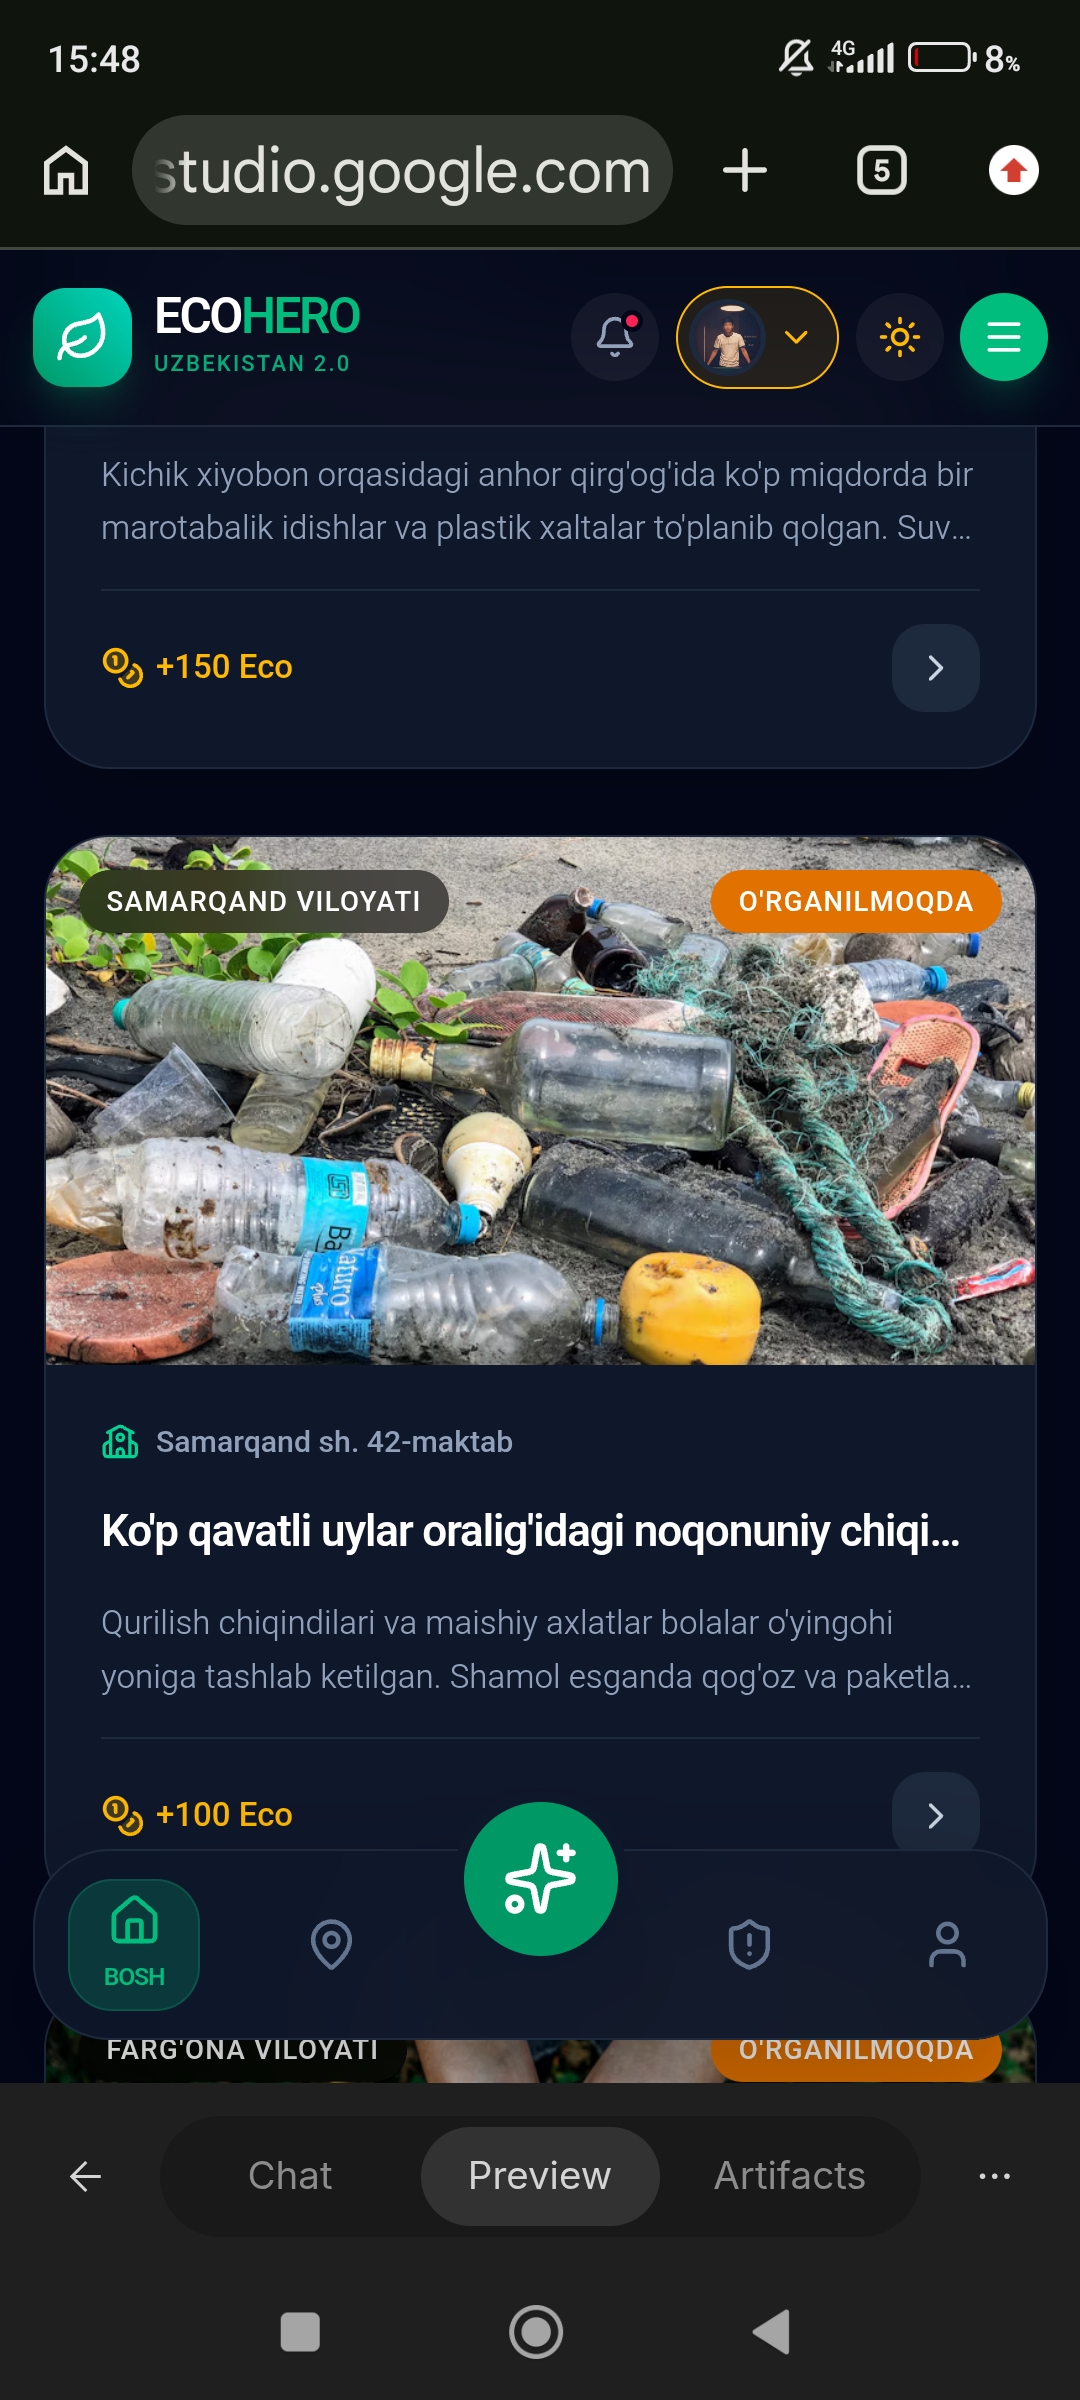 15:48
4G
8%
studio.google.com
5
ECOHERO
UZBEKISTAN 2.0
Kichik xiyobon orqasidagi anhor qirg'og'ida ko'p miqdorda bir
marotabalik idishlar va plastik xaltalar to'planib qolgan. Suv...
+150 Eco
SAMARQAND VILOYATI
O'RGANILMOQDA
Samarqand sh. 42-maktab
Ko'p qavatli uylar oralig'idagi noqonuniy chiqi...
Qurilish chiqindilari va maishiy axlatlar bolalar o'yingohi
yoniga tashlab ketilgan. Shamol esganda qog'oz va paketla...
+100 Eco
BOSH
FARG'ONA VILOYATI
O'RGANILMOQDA
Chat
Preview
Artifacts